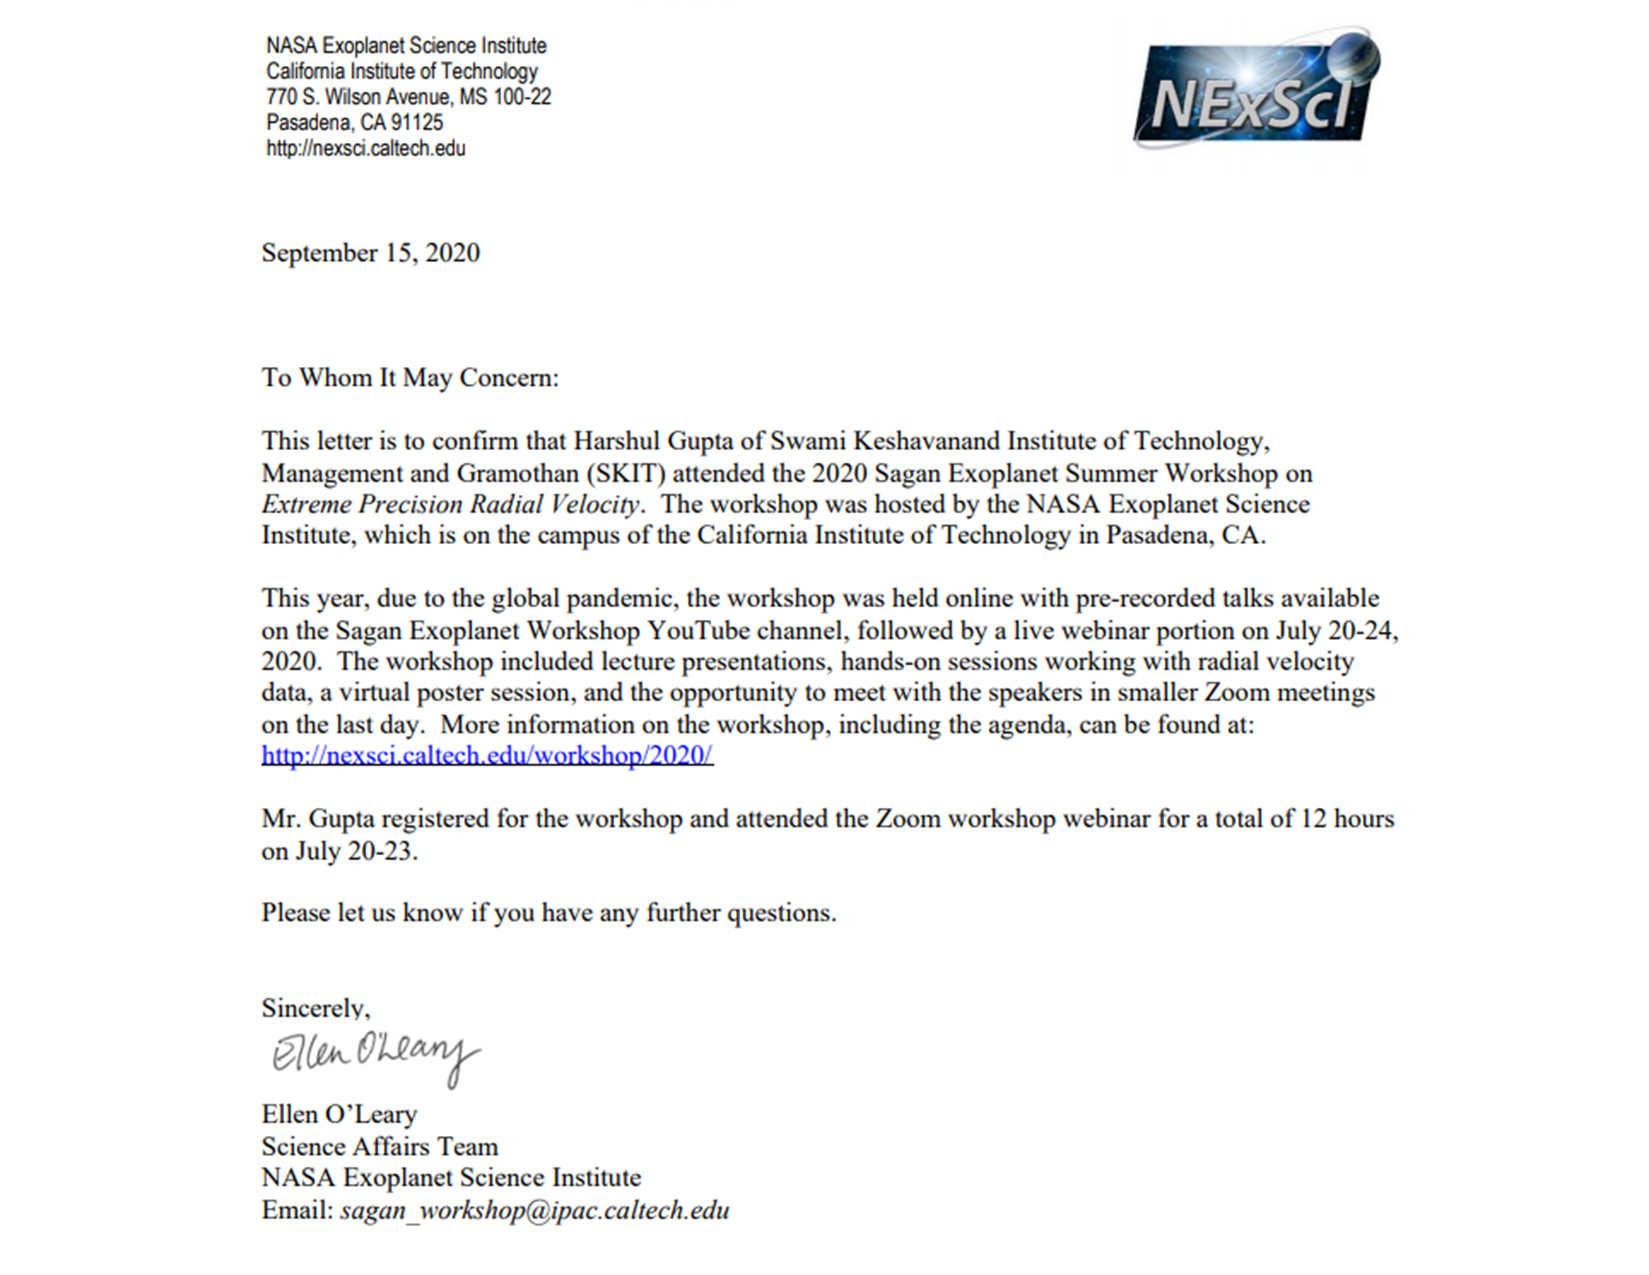 NASA Exoplanet Science Institute
California Institute of Technology
770 S. Wilson Avenue, MS 100-22
Pasadena, CA 91125
http://nexsci.caltech.edu
NExScI
September 15, 2020
To Whom It May Concern:
This letter is to confirm that Harshul Gupta of Swami Keshavanand Institute of Technology,
Management and Gramothan (SKIT) attended the 2020 Sagan Exoplanet Summer Workshop on
Extreme Precision Radial Velocity. The workshop was hosted by the NASA Exoplanet Science
Institute, which is on the campus of the California Institute of Technology in Pasadena, CA.
This year, due to the global pandemic, the workshop was held online with pre-recorded talks available
on the Sagan Exoplanet Workshop YouTube channel, followed by a live webinar portion on July 20-24,
2020. The workshop included lecture presentations, hands-on sessions working with radial velocity
data, a virtual poster session, and the opportunity to meet with the speakers in smaller Zoom meetings
on the last day. More information on the workshop, including the agenda, can be found at:
http://nexsci.caltech.edu/workshop/2020/
Mr. Gupta registered for the workshop and attended the Zoom workshop webinar for a total of 12 hours
on July 20-23.
Please let us know if you have any further questions.
Sincerely,
Ellen O'Leary
Ellen O’Leary
Science Affairs Team
NASA Exoplanet Science Institute
Email: sagan_workshop@ipac.caltech.edu